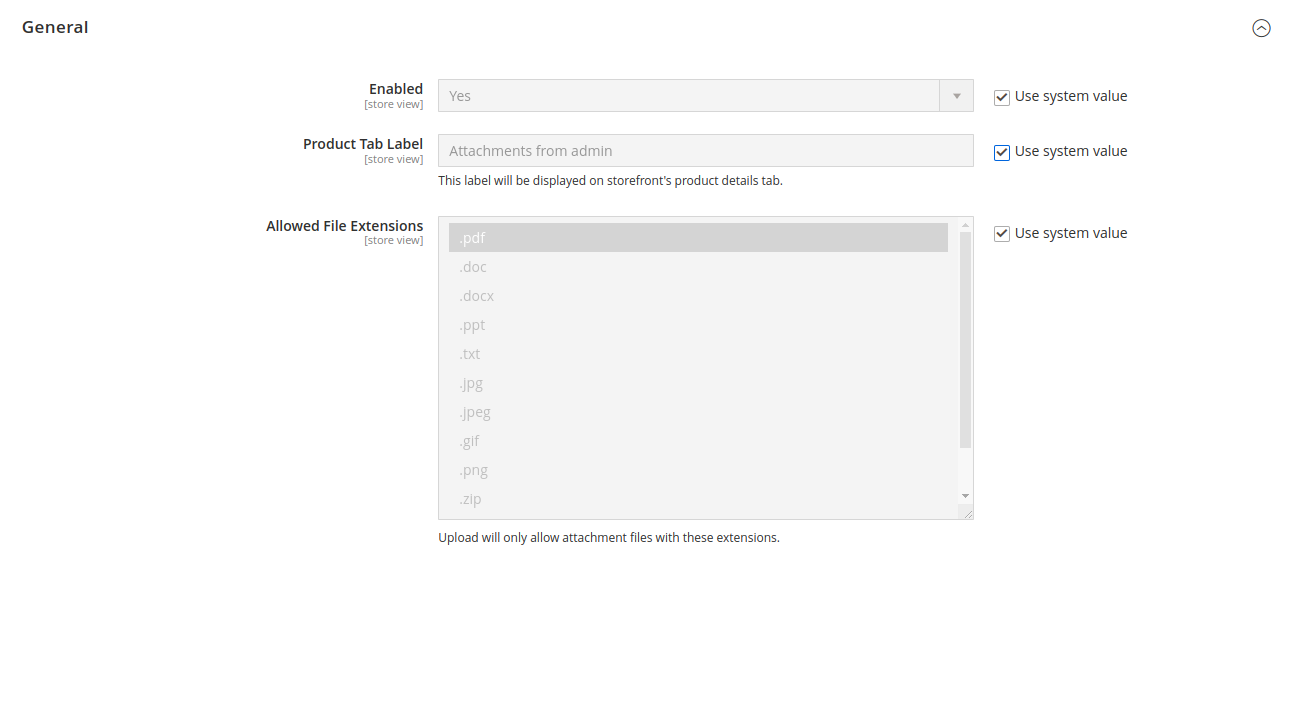 General
Enabled
[store view]
Yes
Use system value
Product Tab Label
[store view]
Attachments from admin
Use system value
This label will be displayed on storefront's product details tab.
Allowed File Extensions
[store view]
.pdf
Use system value
.doc
.docx
.ppt
.txt
.jpg
.jpeg
.gif
.png
.zip
Upload will only allow attachment files with these extensions.